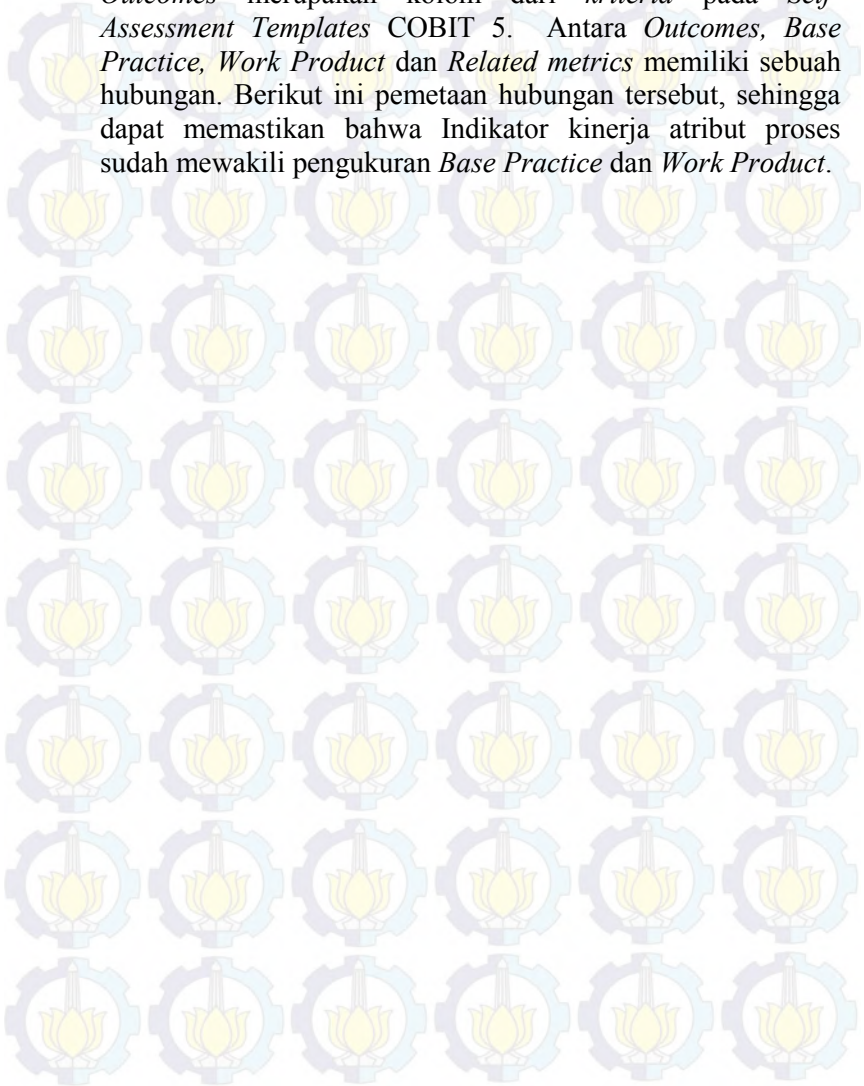 Outcomes merupakan kolom dari kriteria pada Self-
Assessment Templates COBIT 5. Antara Outcomes, Base
Practice, Work Product dan Related metrics memiliki sebuah
hubungan. Berikut ini pemetaan hubungan tersebut, sehingga
dapat memastikan bahwa Indikator kinerja atribut proses
sudah mewakili pengukuran Base Practice dan Work Product.